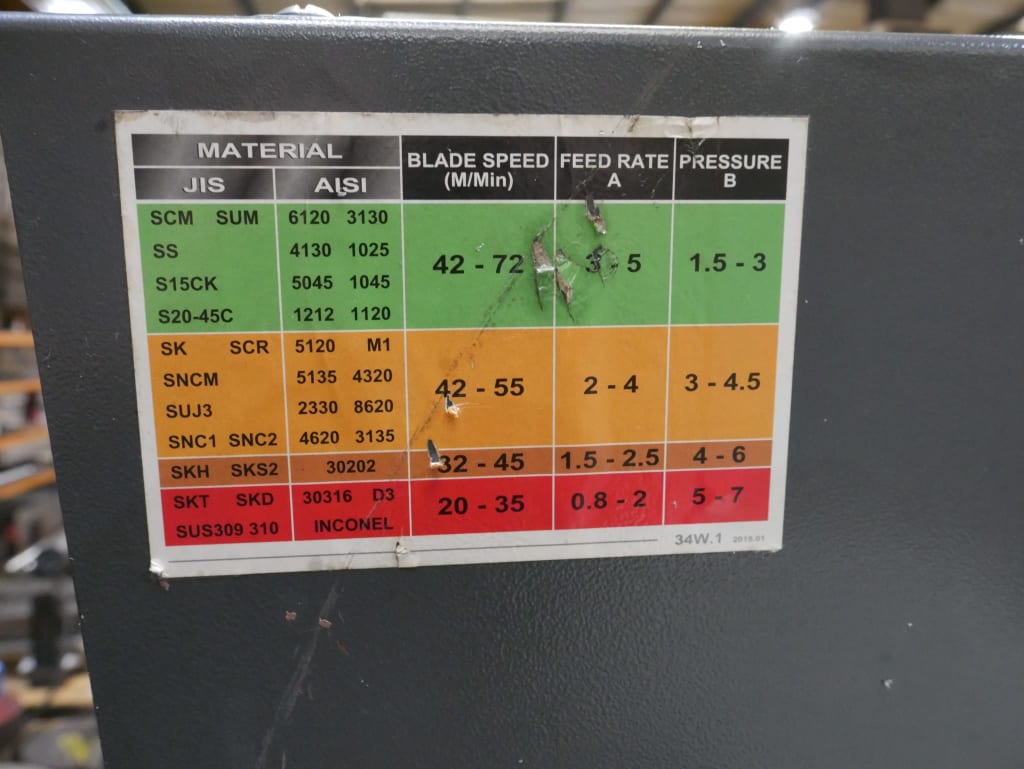 MATERIAL BLADE SPEED (M/Min) FEED RATE A PRESSURE B
JIS AISI
SCM SUM 6120 3130
SS 4130 1025
42 - 72 3 5 1.5 - 3
S15CK 5045 1045
S20-45C 1212 1120
SK SCR 5120 M1
SNCM 5135 4320
42 - 55 2 - 4 3 - 4.5
SUJ3 2330 8620
SNC1 SNC2 4620 3135
SKH SKS2 30202 32 - 45 1.5 - 2.5 4 - 6
SKT SKD 30316 D3
20 - 35 0.8 - 2 5 - 7
SUS309 310 INCONEL
34W.1 2015.01